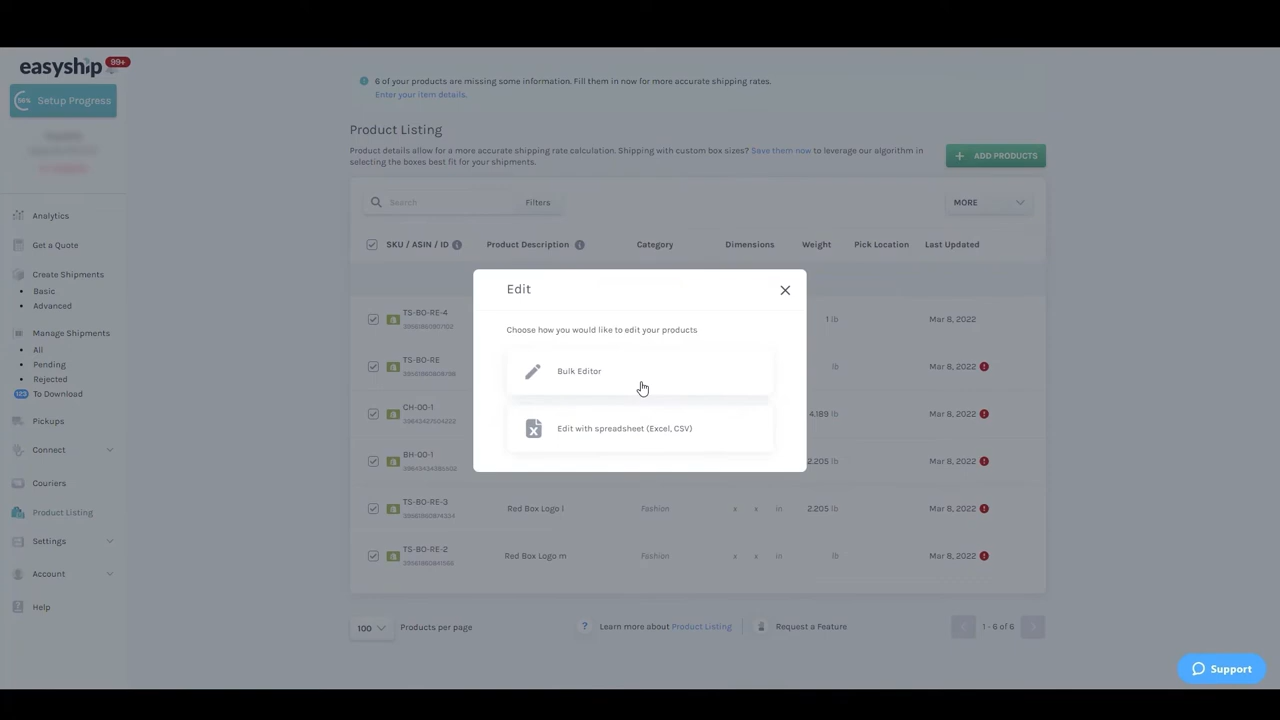 easyship 99+
56% Setup Progress
Analytics
Get a Quote
Create Shipments
Basic
Advanced
Manage Shipments
All
Pending
Rejected
123 To Download
Pickups
Connect
Couriers
Product Listing
Settings
Account
Help
6 of your products are missing some information. Fill them in now for more accurate shipping rates.
Enter your item details.
Product Listing
Product details allow for a more accurate shipping rate calculation. Shipping with custom box sizes? Save them now to leverage our algorithm in
selecting the boxes best fit for your shipments.
+ ADD PRODUCTS
Search Filters MORE
SKU / ASIN / ID Product Description Category Dimensions Weight Pick Location Last Updated
TS-BO-RE-4 1 lb Mar 8, 2022
TS-BO-RE lb Mar 8, 2022
CH-00-1 4.189 lb Mar 8, 2022
BH-00-1 2.205 lb Mar 8, 2022
TS-BO-RE-3 Red Box Logo l Fashion x x in 2.205 lb Mar 8, 2022
TS-BO-RE-2 Red Box Logo m Fashion x x in lb Mar 8, 2022
Edit
Choose how you would like to edit your products
Bulk Editor
Edit with spreadsheet (Excel, CSV)
100 Products per page
? Learn more about Product Listing
Request a Feature
1 - 6 of 6
Support